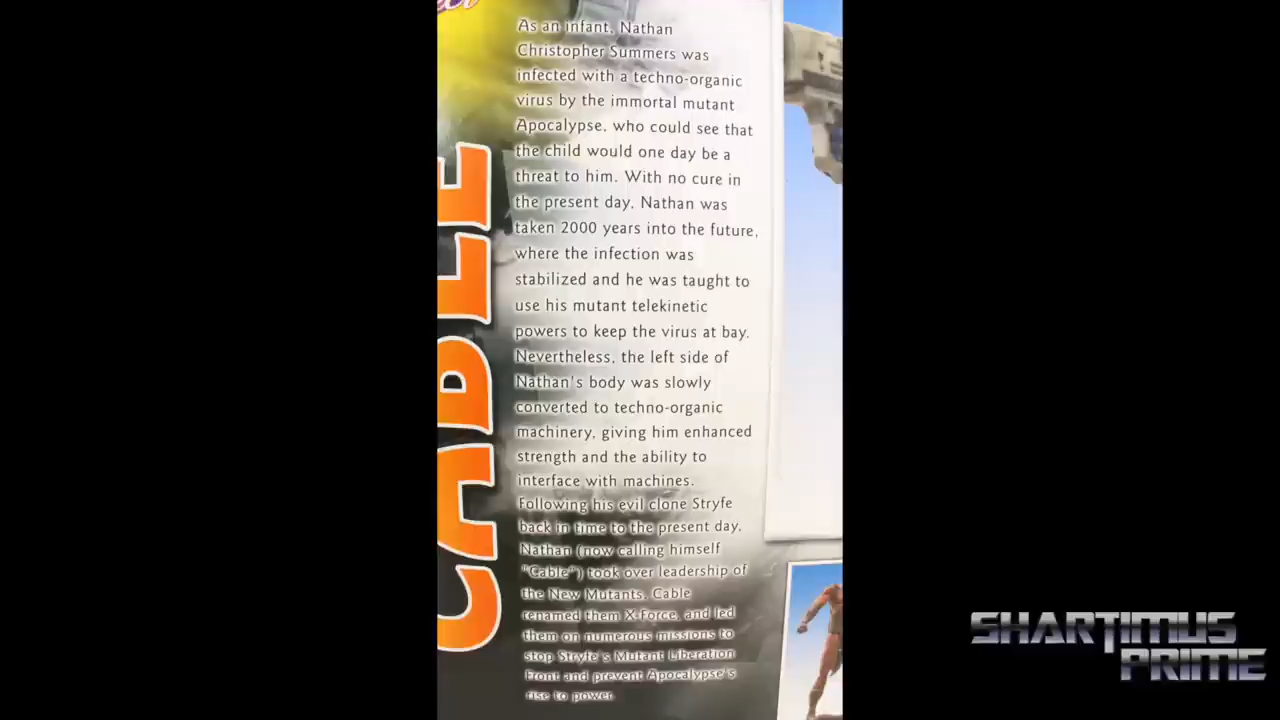 As an infant, Nathan
Christopher Summers was
infected with a techno-organic
virus by the immortal mutant
Apocalypse, who could see that
the child would one day be a
threat to him. With no cure in
the present day, Nathan was
taken 2000 years into the future,
where the infection was
stabilized and he was taught to
use his mutant telekinetic
powers to keep the virus at bay.
Nevertheless, the left side of
Nathan's body was slowly
converted to techno-organic
machinery, giving him enhanced
strength and the ability to
interface with machines.
Following his evil clone Stryfe
back in time to the present day,
Nathan (now calling himself
"Cable") took over leadership of
the New Mutants. Cable
renamed them X-Force, and led
them on numerous missions to
stop Stryfe's Mutant Liberation
Front and prevent Apocalypse's
rise to power.
CABLE
SHARTIMUS
PRIME